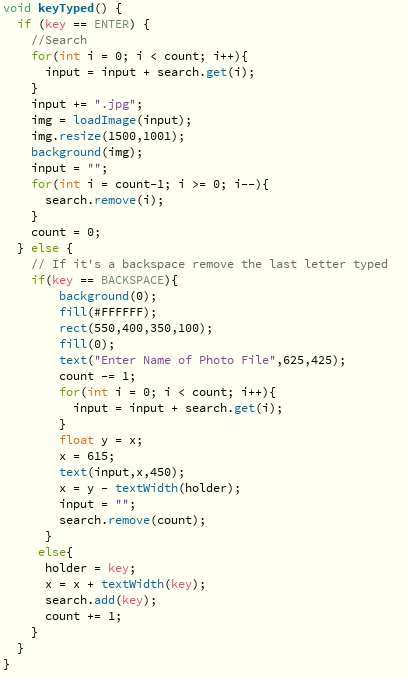 void keyTyped() {
  if (key == ENTER) {
    //Search
    for(int i = 0; i < count; i++){
      input = input + search.get(i);
    }
    input += ".jpg";
    img = loadImage(input);
    img.resize(1500,1001);
    background(img);
    input = "";
    for(int i = count-1; i >= 0; i--){
      search.remove(i);
    }
    count = 0;
  } else {
    // If it's a backspace remove the last letter typed
    if(key == BACKSPACE){
        background(0);
        fill(#FFFFFF);
        rect(550,400,350,100);
        fill(0);
        text("Enter Name of Photo File",625,425);
        count -= 1;
        for(int i = 0; i < count; i++){
          input = input + search.get(i);
        }
        float y = x;
        x = 615;
        text(input,x,450);
        x = y - textWidth(holder);
        input = "";
        search.remove(count);
      }
     else{
      holder = key;
      x = x + textWidth(key);
      search.add(key);
      count += 1;
    }
  }
}